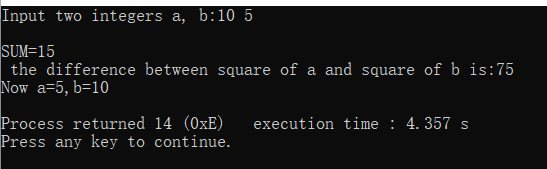 Input two integers a, b:10 5
SUM=15
the difference between square of a and square of b is:75
Now a=5,b=10
Process returned 14 (0xE)   execution time : 4.357 s
Press any key to continue.